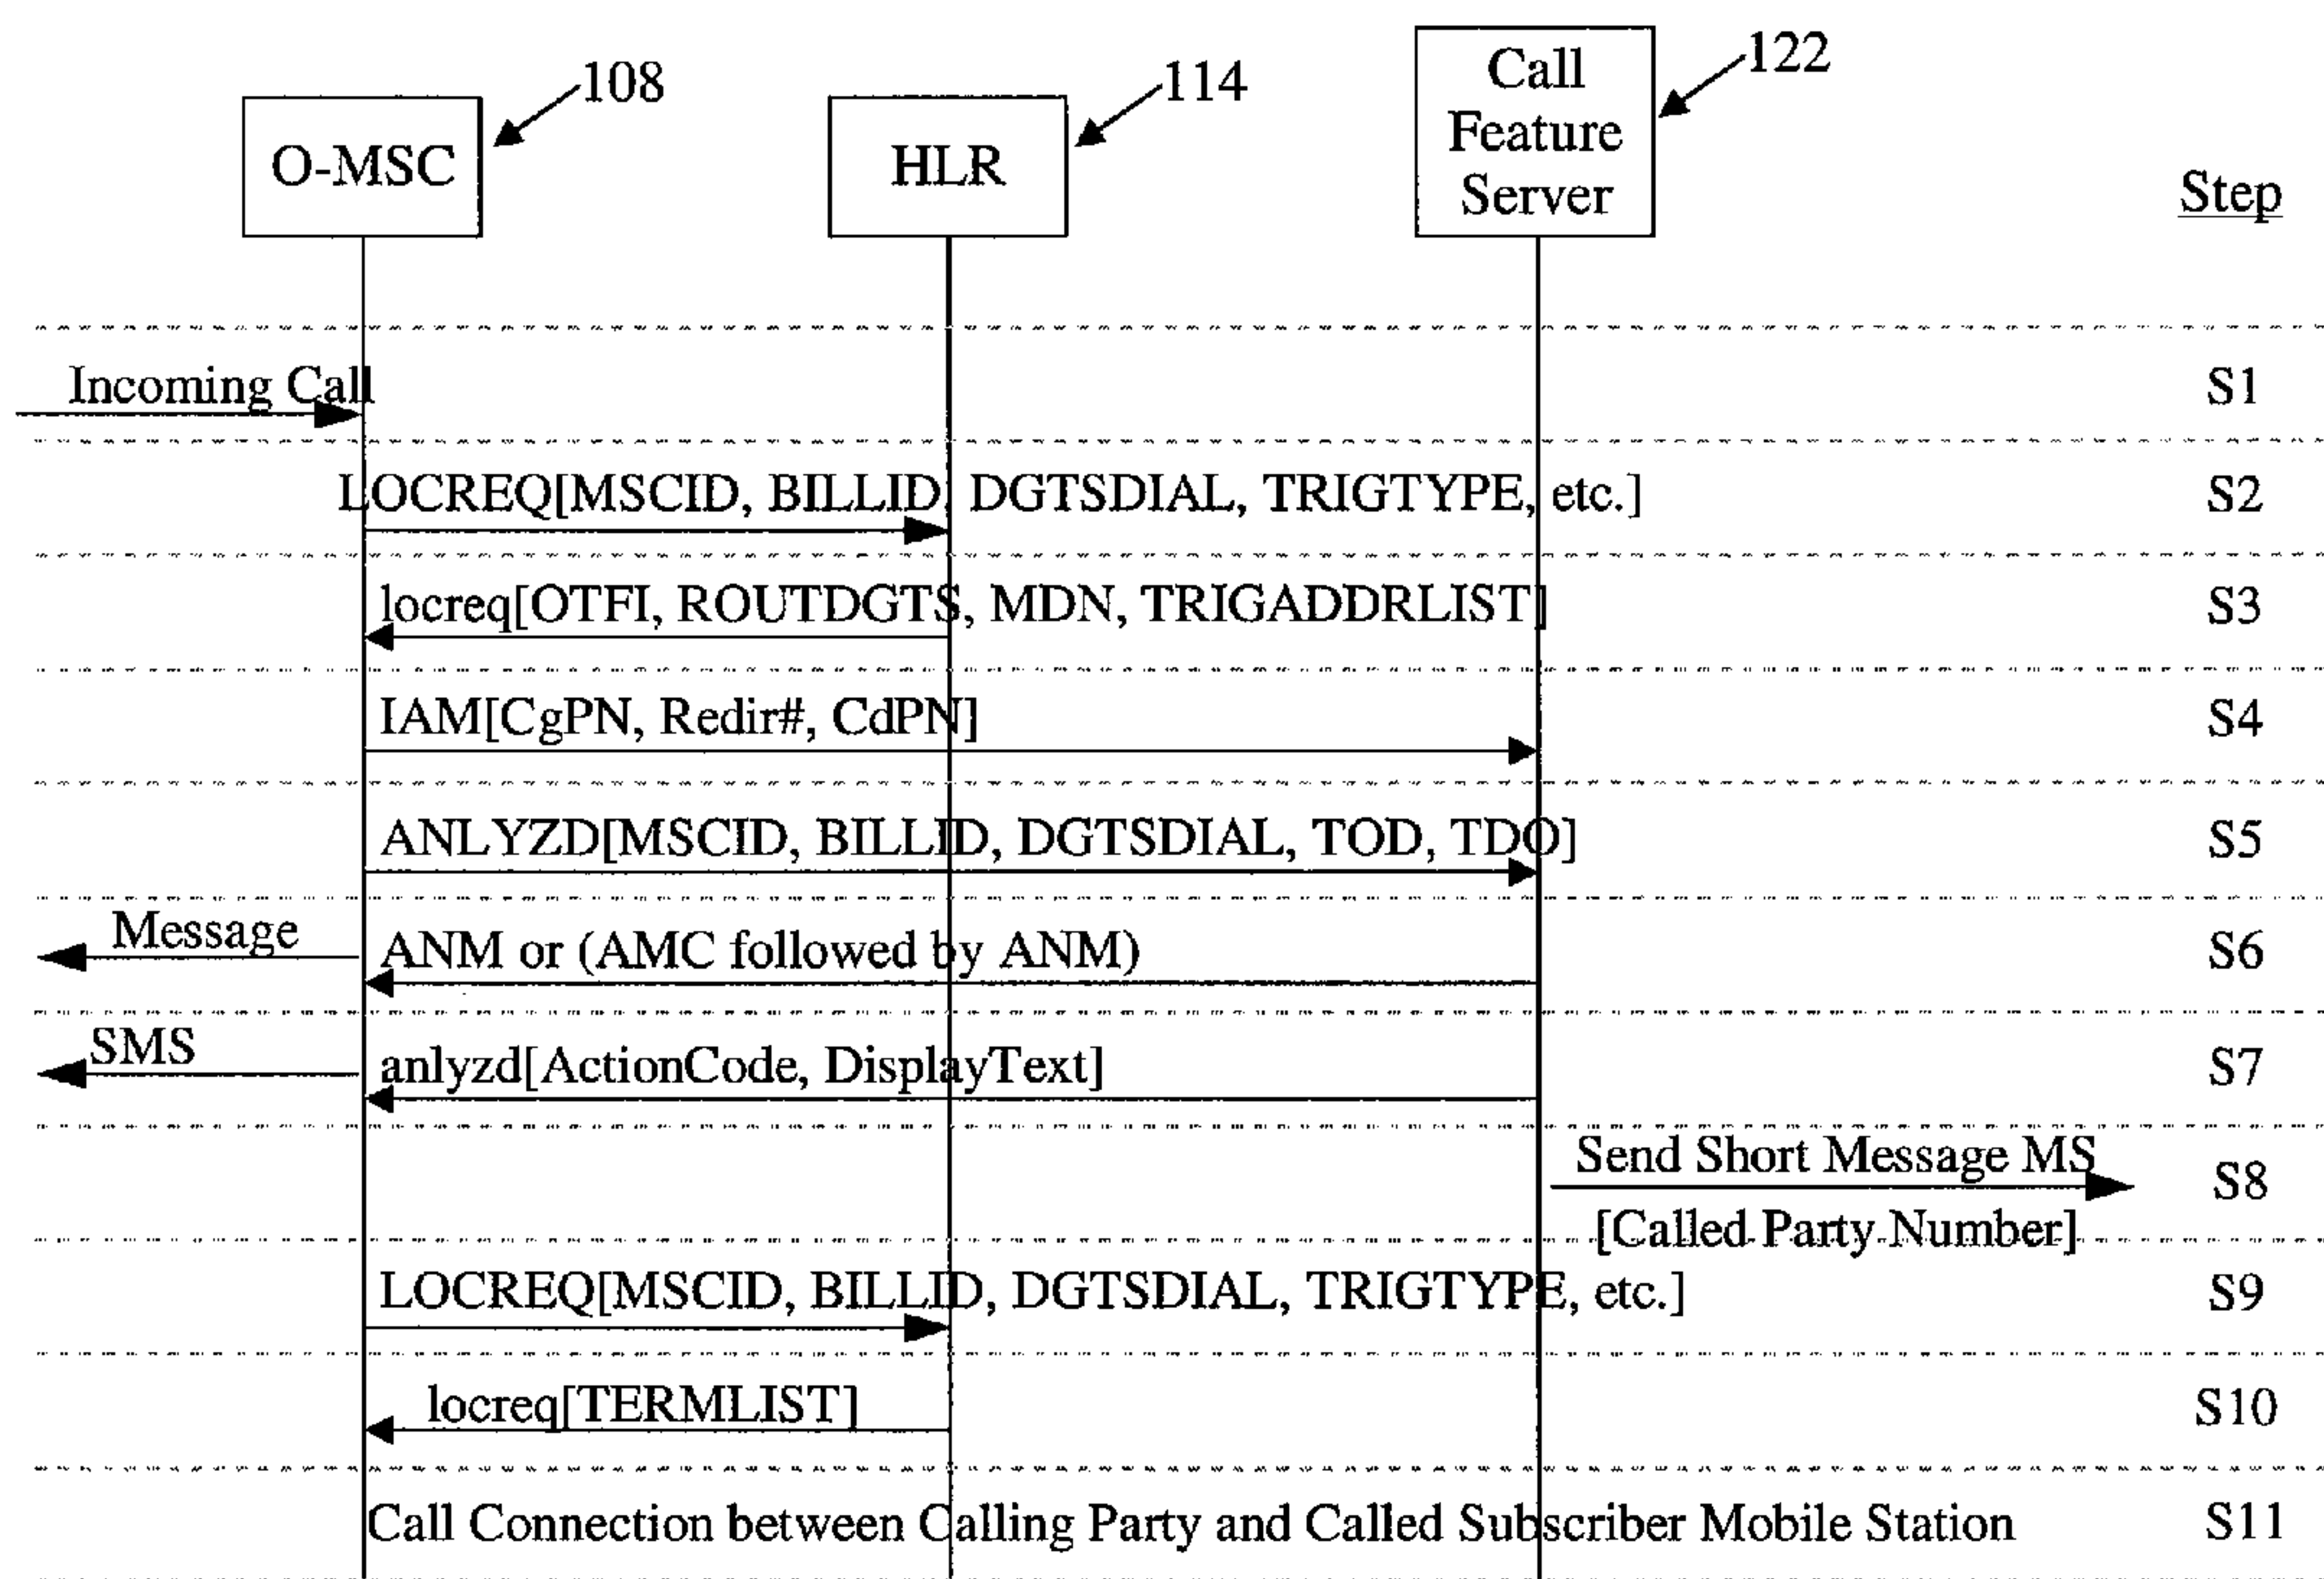 108
114
122
O-MSC
HLR
Call
Feature
Server
Step
Incoming Call
S1
LOCREQ[MSCID, BILLID, DGTSDIAL, TRIGTYPE, etc.]
S2
locreq[OTFI, ROUTDGTS, MDN, TRIGADDRLIST]
S3
IAM[CgPN, Redir#, CdPN]
S4
ANLYZD[MSCID, BILLID, DGTSDIAL, TOD, TDO]
S5
Message
ANM or (AMC followed by ANM)
S6
SMS
anlyzd[ActionCode, DisplayText]
S7
Send Short Message MS
[Called Party Number]
S8
LOCREQ[MSCID, BILLID, DGTSDIAL, TRIGTYPE, etc.]
S9
locreq[TERMLIST]
S10
Call Connection between Calling Party and Called Subscriber Mobile Station
S11